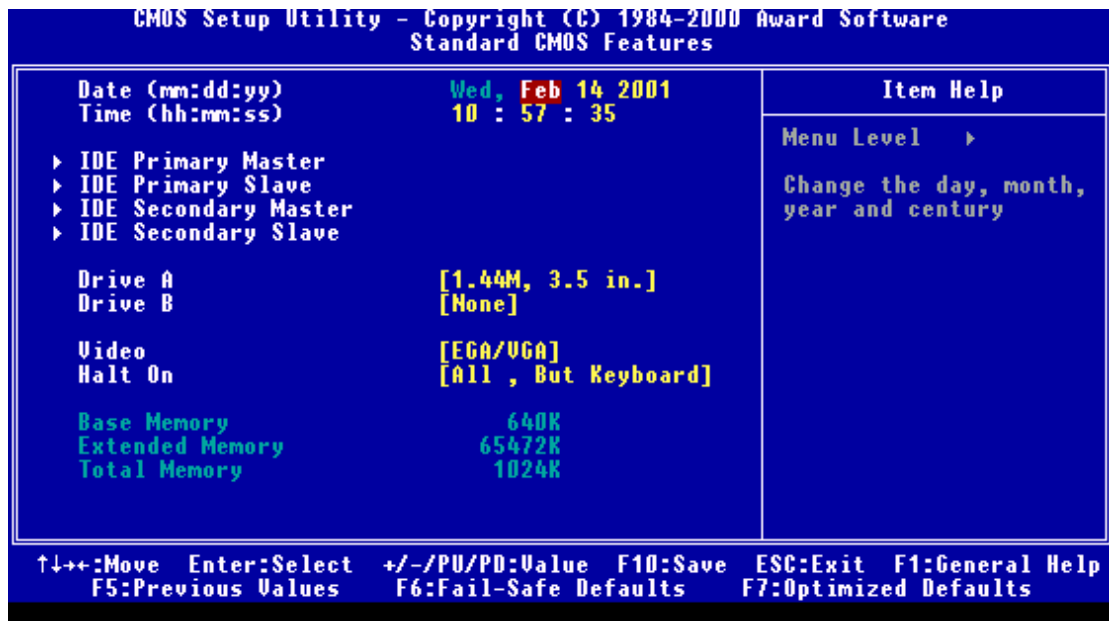 CMOS Setup Utility - Copyright (C) 1984-2000 Award Software
Standard CMOS Features
Date (mm:dd:yy) Wed, Feb 14 2001
Time (hh:mm:ss) 10 : 57 : 35
▸ IDE Primary Master
▸ IDE Primary Slave
▸ IDE Secondary Master
▸ IDE Secondary Slave
Drive A [1.44M, 3.5 in.]
Drive B [None]
Video [EGA/VGA]
Halt On [All , But Keyboard]
Base Memory 640K
Extended Memory 65472K
Total Memory 1024K
Item Help
Menu Level ▸
Change the day, month,
year and century
↑↓→←:Move Enter:Select +/-/PU/PD:Value F10:Save ESC:Exit F1:General Help
F5:Previous Values F6:Fail-Safe Defaults F7:Optimized Defaults